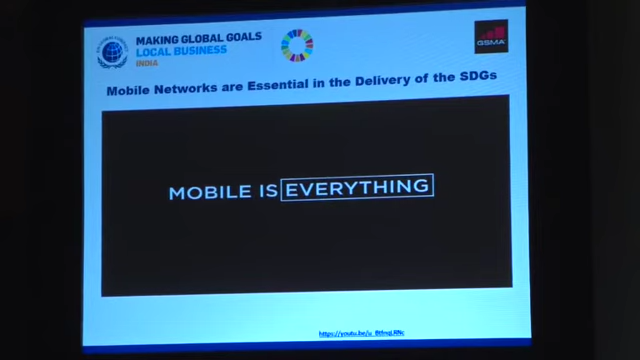 MAKING GLOBAL GOALS
LOCAL BUSINESS
INDIA
GSMA
Mobile Networks are Essential in the Delivery of the SDGs
MOBILE IS EVERYTHING